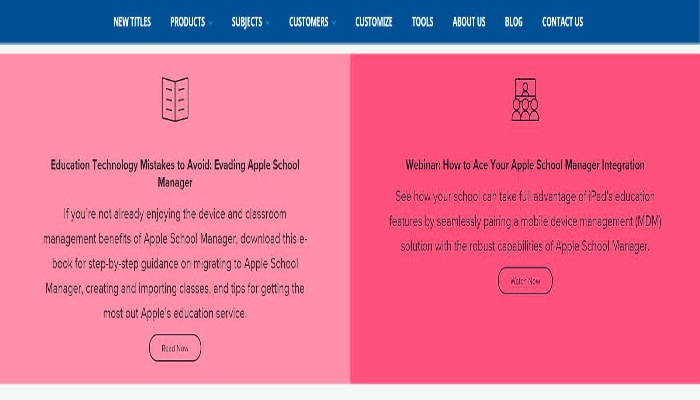 NEW TITLES PRODUCTS SUBJECTS CUSTOMERS CUSTOMIZE TOOLS ABOUT US BLOG CONTACT US
Education Technology Mistakes to Avoid: Evading Apple School
Manager
If you're not already enjoying the device and classroom
management benefits of Apple School Manager, download this e-
book for step-by-step guidance on migrating to Apple School
Manager, creating and importing classes, and tips for getting the
most out Apple's education service.
Read Now
Webinar: How to Ace Your Apple School Manager Integration
See how your school can take full advantage of iPad's education
features by seamlessly pairing a mobile device management (MDM)
solution with the robust capabilities of Apple School Manager.
Watch Now